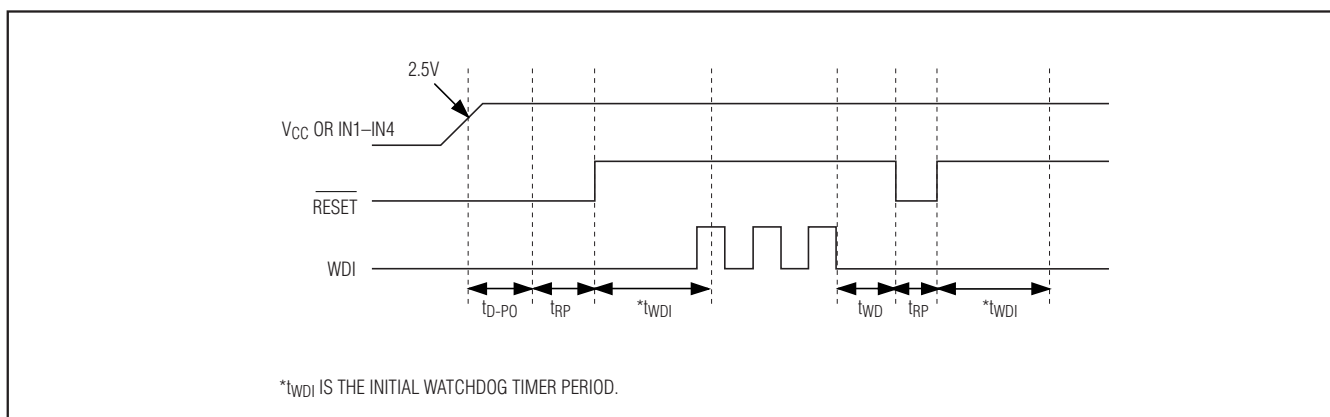 2.5V
VCC OR IN1–IN4
RESET
WDI
tD-PO tRP *tWDI tWD tRP *tWDI
*tWDI IS THE INITIAL WATCHDOG TIMER PERIOD.